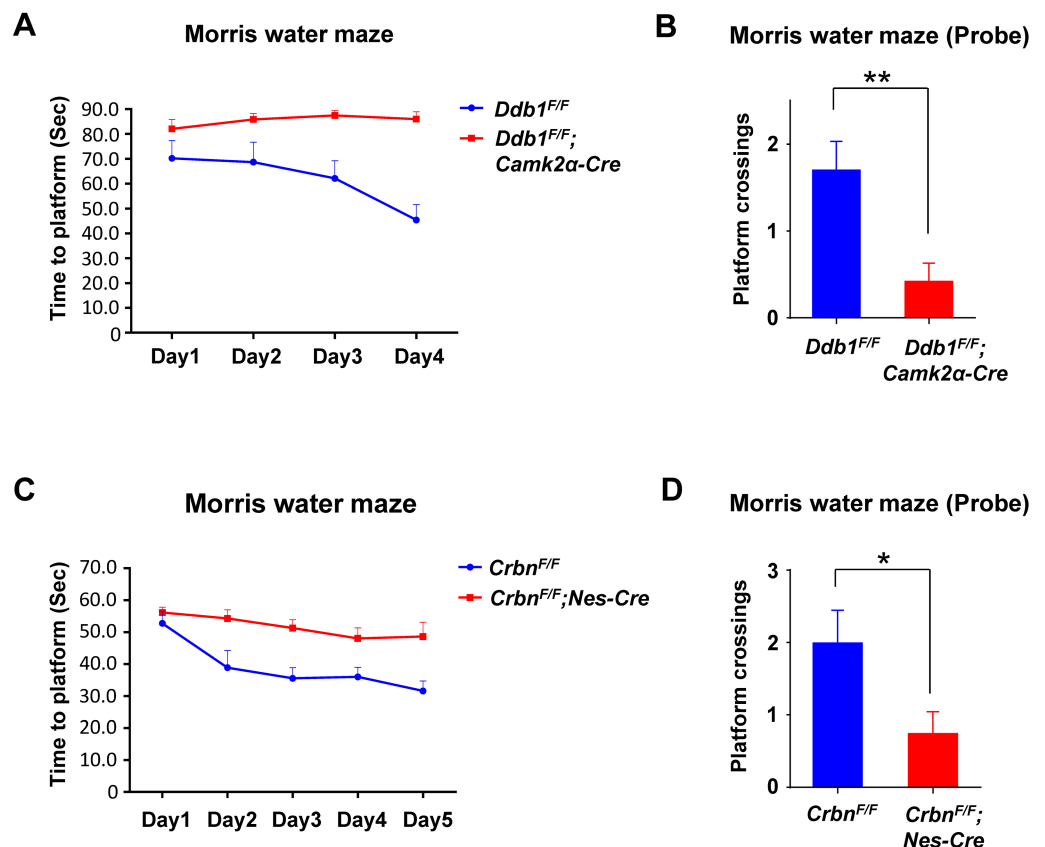 A
Morris water maze
Time to platform (Sec)
90.0
80.0
70.0
60.0
50.0
40.0
30.0
20.0
10.0
0
Day1 Day2 Day3 Day4
Ddb1F/F
Ddb1F/F;
Camk2α-Cre
B
Morris water maze (Probe)
**
Platform crossings
2
1
0
Ddb1F/F
Ddb1F/F;
Camk2α-Cre
C
Morris water maze
Time to platform (Sec)
70.0
60.0
50.0
40.0
30.0
20.0
10.0
0
Day1 Day2 Day3 Day4 Day5
CrbnF/F
CrbnF/F;Nes-Cre
D
Morris water maze (Probe)
*
Platform crossings
3
2
1
0
CrbnF/F
CrbnF/F;
Nes-Cre